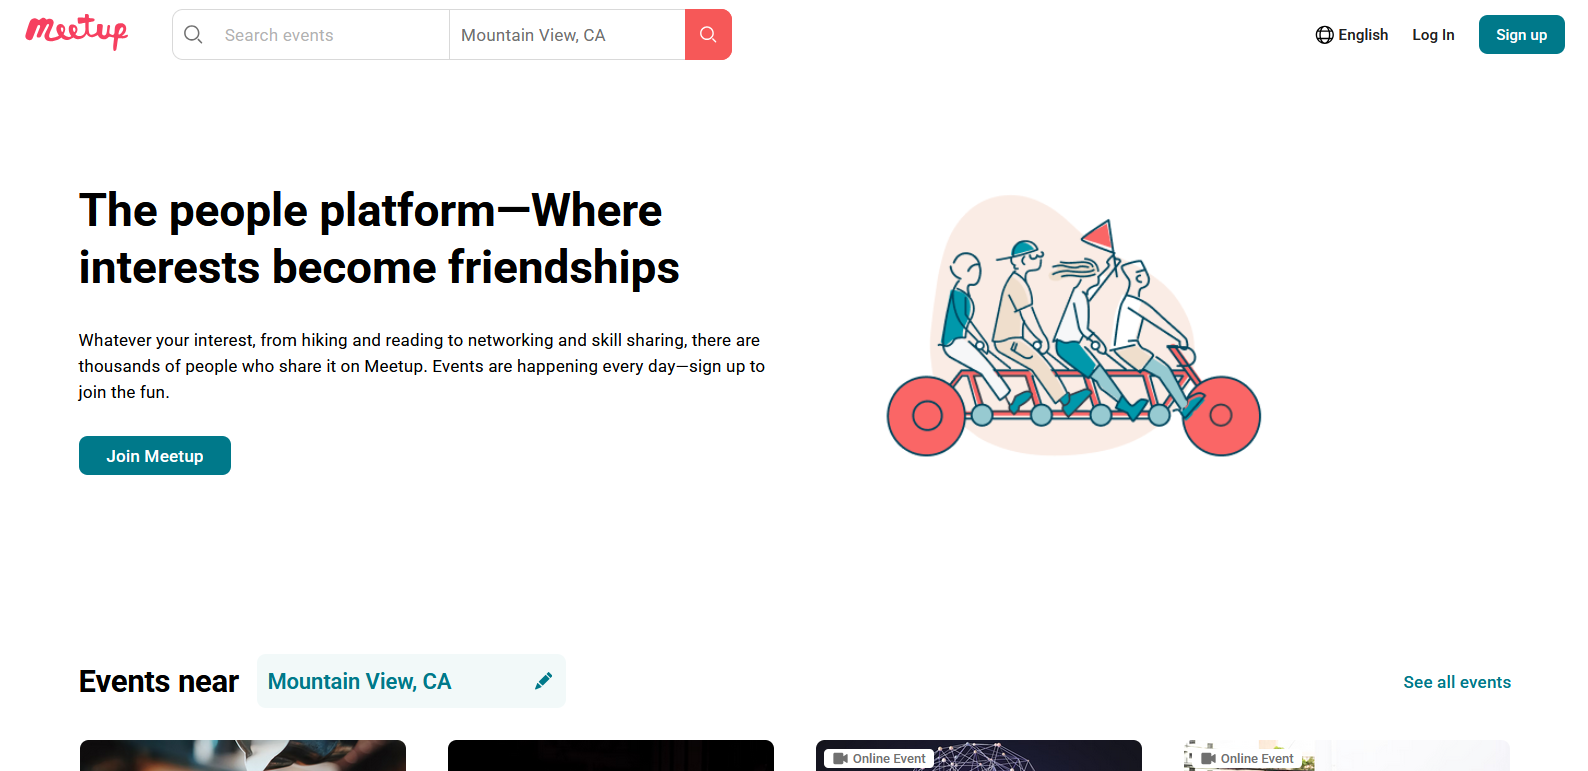 meetup
Search events
Mountain View, CA
English
Log In
Sign up
The people platform—Where
interests become friendships
Whatever your interest, from hiking and reading to networking and skill sharing, there are
thousands of people who share it on Meetup. Events are happening every day—sign up to
join the fun.
Join Meetup
Events near
Mountain View, CA
See all events
Online Event
Online Event